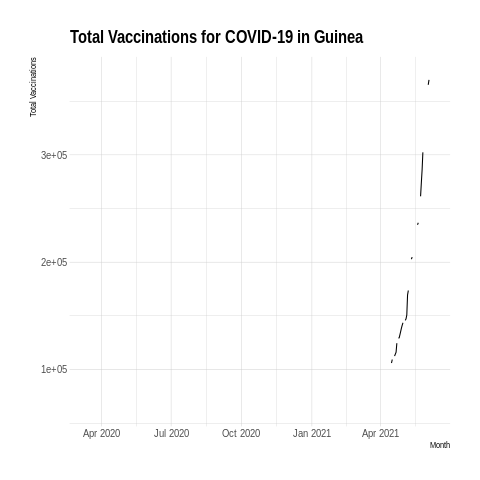 Total Vaccinations for COVID-19 in Guinea
Total Vaccinations
3e+05
2e+05
1e+05
Apr 2020 Jul 2020 Oct 2020 Jan 2021 Apr 2021
Month